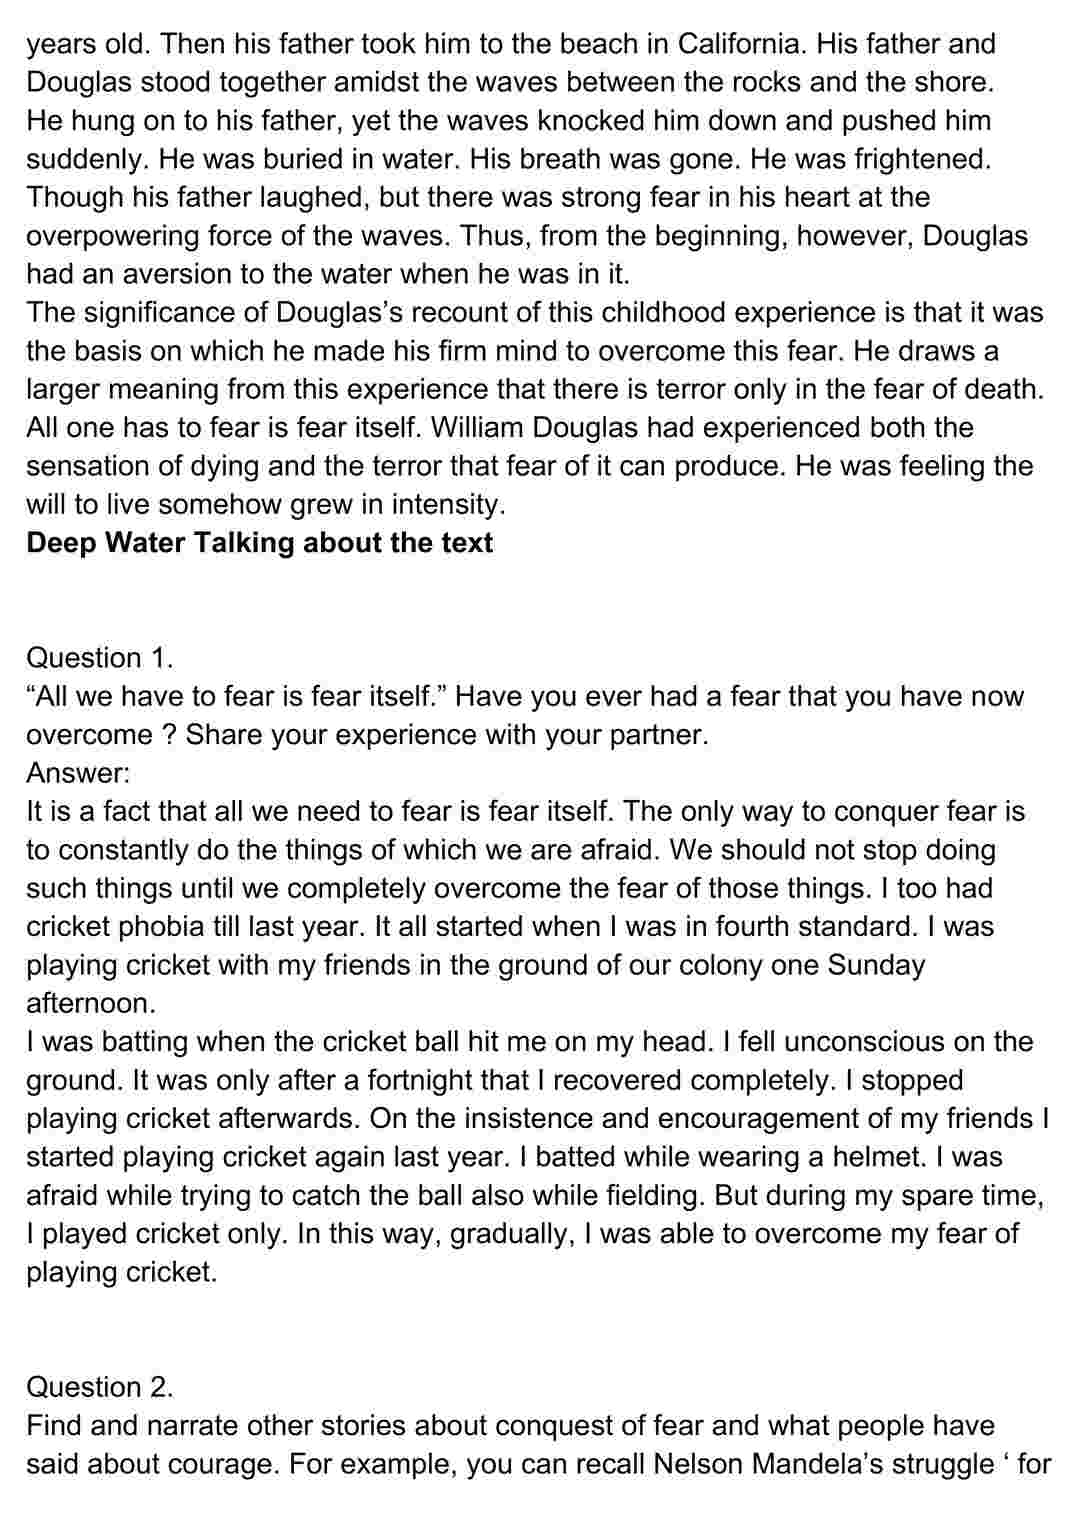 years old. Then his father took him to the beach in California. His father and
Douglas stood together amidst the waves between the rocks and the shore.
He hung on to his father, yet the waves knocked him down and pushed him
suddenly. He was buried in water. His breath was gone. He was frightened.
Though his father laughed, but there was strong fear in his heart at the
overpowering force of the waves. Thus, from the beginning, however, Douglas
had an aversion to the water when he was in it.
The significance of Douglas’s recount of this childhood experience is that it was
the basis on which he made his firm mind to overcome this fear. He draws a
larger meaning from this experience that there is terror only in the fear of death.
All one has to fear is fear itself. William Douglas had experienced both the
sensation of dying and the terror that fear of it can produce. He was feeling the
will to live somehow grew in intensity.
Deep Water Talking about the text
Question 1.
“All we have to fear is fear itself.” Have you ever had a fear that you have now
overcome ? Share your experience with your partner.
Answer:
It is a fact that all we need to fear is fear itself. The only way to conquer fear is
to constantly do the things of which we are afraid. We should not stop doing
such things until we completely overcome the fear of those things. I too had
cricket phobia till last year. It all started when I was in fourth standard. I was
playing cricket with my friends in the ground of our colony one Sunday
afternoon.
I was batting when the cricket ball hit me on my head. I fell unconscious on the
ground. It was only after a fortnight that I recovered completely. I stopped
playing cricket afterwards. On the insistence and encouragement of my friends I
started playing cricket again last year. I batted while wearing a helmet. I was
afraid while trying to catch the ball also while fielding. But during my spare time,
I played cricket only. In this way, gradually, I was able to overcome my fear of
playing cricket.
Question 2.
Find and narrate other stories about conquest of fear and what people have
said about courage. For example, you can recall Nelson Mandela’s struggle ‘ for